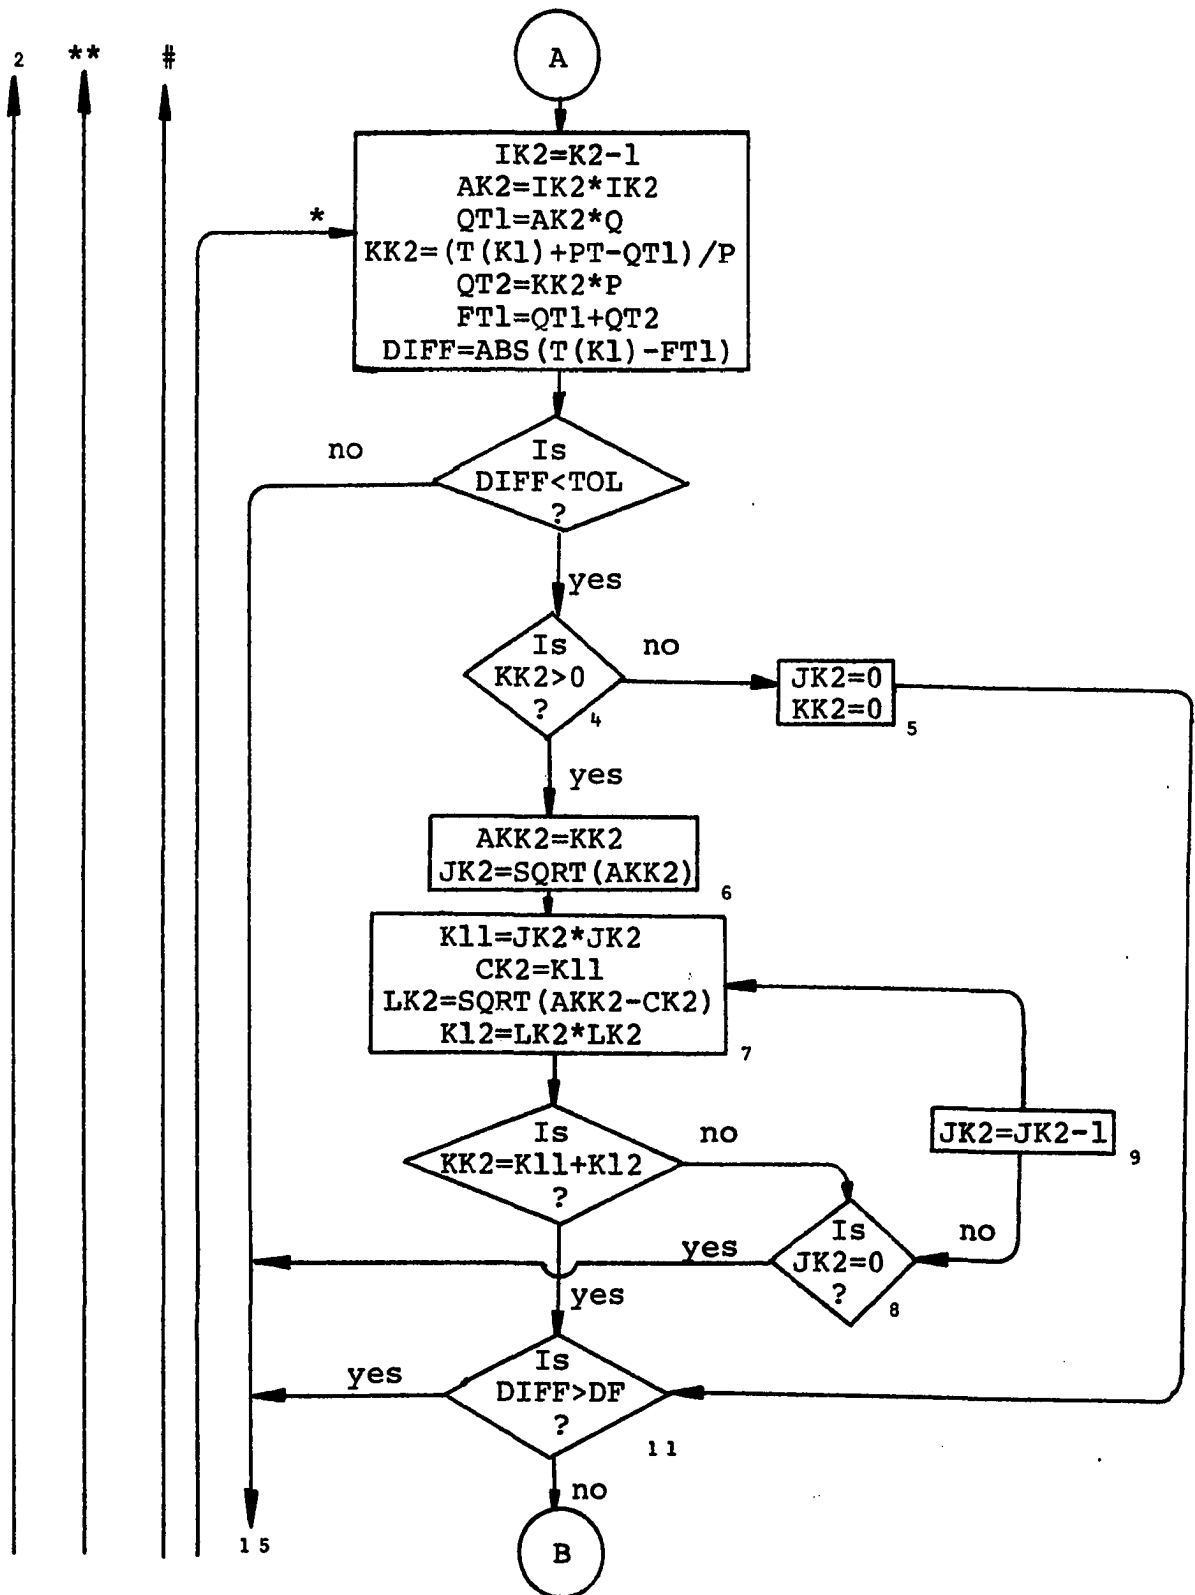 2
**
#
A
IK2=K2-1
AK2=IK2*IK2
QT1=AK2*Q
*
KK2=(T(K1)+PT-QT1)/P
QT2=KK2*P
FT1=QT1+QT2
DIFF=ABS(T(K1)-FT1)
no
Is
DIFF<TOL
?
yes
Is
KK2>0
?
4
no
JK2=0
KK2=0
5
yes
AKK2=KK2
JK2=SQRT(AKK2)
6
K11=JK2*JK2
CK2=K11
LK2=SQRT(AKK2-CK2)
K12=LK2*LK2
7
Is
KK2=K11+K12
?
no
JK2=JK2-1
9
Is
JK2=0
?
8
no
yes
yes
Is
DIFF>DF
?
11
yes
no
15
B